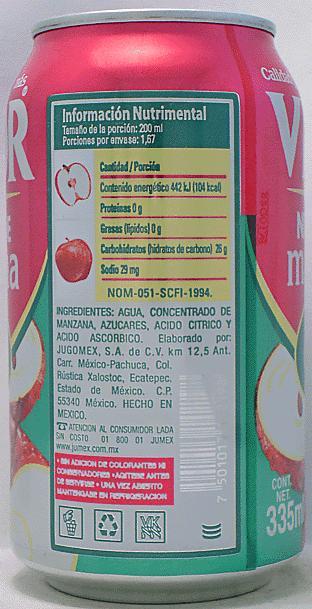 más
Información Nutrimental
Tamaño de la porción: 200 ml
Porciones por envase: 1,67
Cantidad / Porción
Contenido energético 442 kJ (104 kcal)
Proteínas 0 g
Grasas (lípidos) 0 g
Carbohidratos (hidratos de carbono) 26 g
Sodio 29 mg
NOM-051-SCFI-1994.
INGREDIENTES: AGUA, CONCENTRADO DE
MANZANA, AZUCARES, ACIDO CITRICO Y
ACIDO ASCORBICO. Elaborado por:
JUGOMEX, S.A. de C.V. km 12,5 Ant.
Carr. México-Pachuca, Col.
Rústica Xalostoc, Ecatepec.
Estado de México. C.P.
55340 México. HECHO EN
MEXICO.
ATENCION AL CONSUMIDOR LADA
SIN COSTO 01 800 01 JUMEX
www.jumex.com.mx
• SIN ADICION DE COLORANTES NI
CONSERVADORES • AGITESE ANTES
DE SERVIRSE • UNA VEZ ABIERTO
MANTENGASE EN REFRIGERACION
7 50101
Calidad
CONT.
NET.
335m